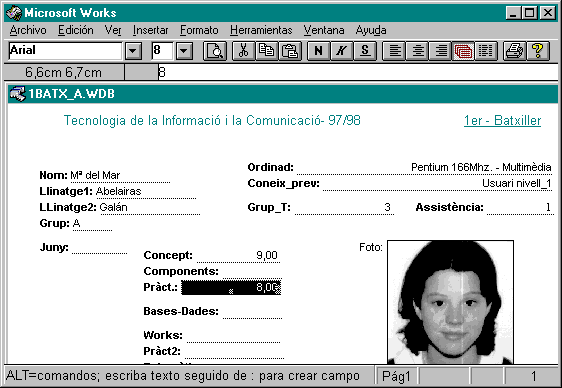 Microsoft Works
Archivo Edición Ver Insertar Formato Herramientas Ventana Ayuda
Arial 8 N K S ?
6,6cm 6,7cm 8
1BATX_A.WDB
Tecnologia de la Informació i la Comunicació- 97/98 1er - Batxiller
Ordinad: Pentium 166Mhz. - Multimèdia
Nom: Mª del Mar
Coneix_prev: Usuari nivell_1
Llinatge1: Abelairas
LLinatge2: Galán Grup_T: 3 Assistència: 1
Grup: A
Juny: Foto:
Concept: 9,00
Components:
Pràct.: 8,00
Bases-Dades:
Works:
Pràct2:
ALT=comandos; escriba texto seguido de : para crear campo Pág1 1